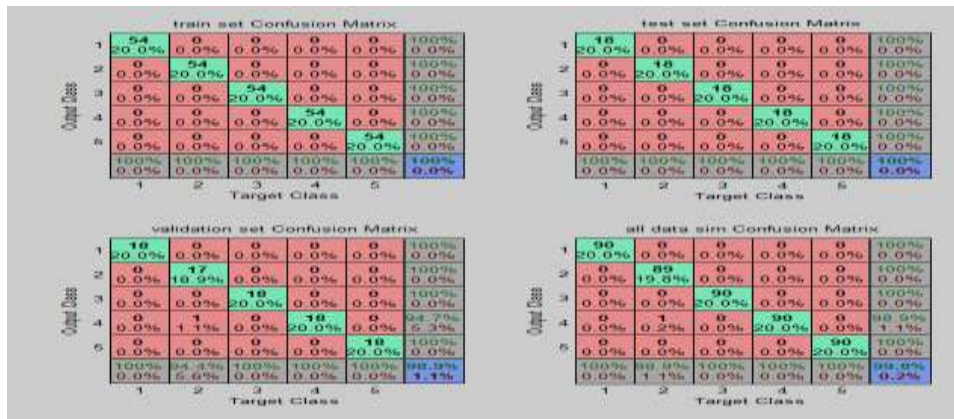 train set Confusion Matrix
1 54 0 0 0 0 100%
20.0% 0.0% 0.0% 0.0% 0.0% 0.0%
2 0 54 0 0 0 100%
0.0% 20.0% 0.0% 0.0% 0.0% 0.0%
3 0 0 54 0 0 100%
0.0% 0.0% 20.0% 0.0% 0.0% 0.0%
4 0 0 0 54 0 100%
0.0% 0.0% 0.0% 20.0% 0.0% 0.0%
5 0 0 0 0 54 100%
0.0% 0.0% 0.0% 0.0% 20.0% 0.0%
100% 100% 100% 100% 100% 100%
0.0% 0.0% 0.0% 0.0% 0.0% 0.0%
1 2 3 4 5
Target Class
Output Class
test set Confusion Matrix
1 18 0 0 0 0 100%
20.0% 0.0% 0.0% 0.0% 0.0% 0.0%
2 0 18 0 0 0 100%
0.0% 20.0% 0.0% 0.0% 0.0% 0.0%
3 0 0 18 0 0 100%
0.0% 0.0% 20.0% 0.0% 0.0% 0.0%
4 0 0 0 18 0 100%
0.0% 0.0% 0.0% 20.0% 0.0% 0.0%
5 0 0 0 0 18 100%
0.0% 0.0% 0.0% 0.0% 20.0% 0.0%
100% 100% 100% 100% 100% 100%
0.0% 0.0% 0.0% 0.0% 0.0% 0.0%
1 2 3 4 5
Target Class
Output Class
validation set Confusion Matrix
1 18 0 0 0 0 100%
20.0% 0.0% 0.0% 0.0% 0.0% 0.0%
2 0 17 0 0 0 100%
0.0% 18.9% 0.0% 0.0% 0.0% 0.0%
3 0 0 18 0 0 100%
0.0% 0.0% 20.0% 0.0% 0.0% 0.0%
4 0 1 0 18 0 94.7%
0.0% 1.1% 0.0% 20.0% 0.0% 5.3%
5 0 0 0 0 18 100%
0.0% 0.0% 0.0% 0.0% 20.0% 0.0%
100% 94.4% 100% 100% 100% 98.9%
0.0% 5.6% 0.0% 0.0% 0.0% 1.1%
1 2 3 4 5
Target Class
Output Class
all data sim Confusion Matrix
1 90 0 0 0 0 100%
20.0% 0.0% 0.0% 0.0% 0.0% 0.0%
2 0 89 0 0 0 100%
0.0% 19.8% 0.0% 0.0% 0.0% 0.0%
3 0 0 90 0 0 100%
0.0% 0.0% 20.0% 0.0% 0.0% 0.0%
4 0 1 0 90 0 98.9%
0.0% 0.2% 0.0% 20.0% 0.0% 1.1%
5 0 0 0 0 90 100%
0.0% 0.0% 0.0% 0.0% 20.0% 0.0%
100% 98.9% 100% 100% 100% 99.8%
0.0% 1.1% 0.0% 0.0% 0.0% 0.2%
1 2 3 4 5
Target Class
Output Class